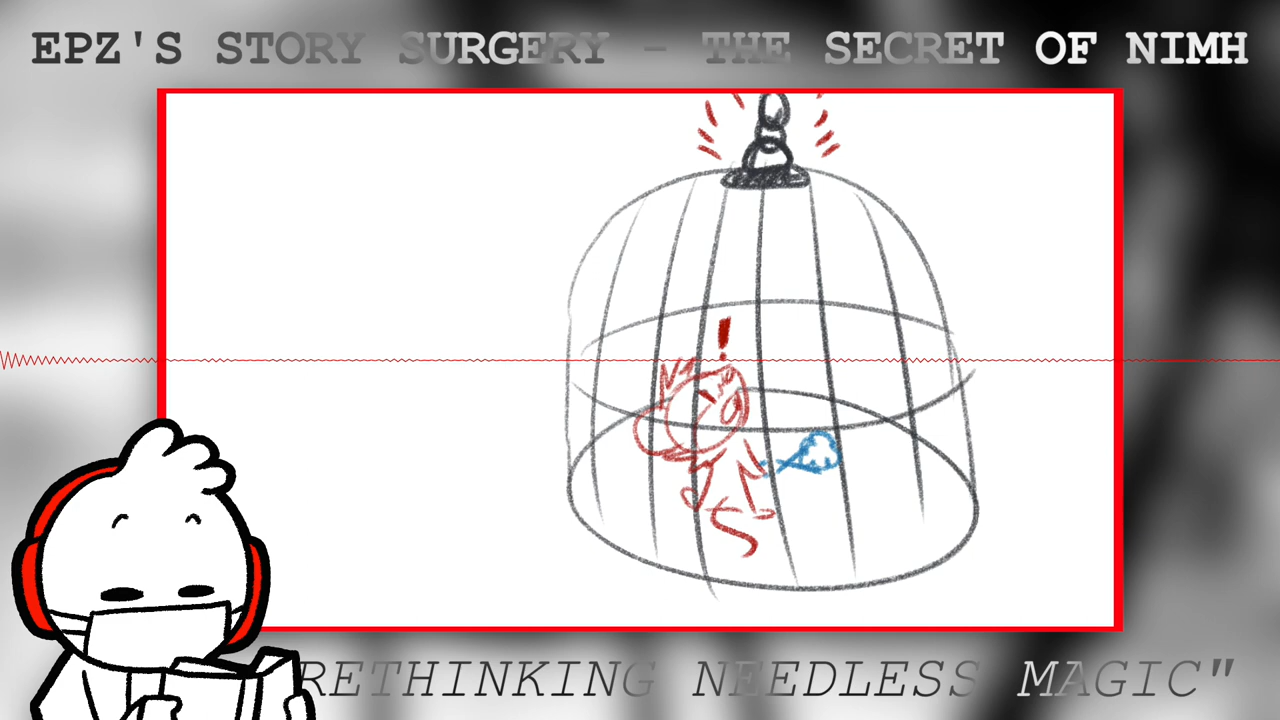 EPZ'S STORY SURGERY - THE SECRET OF NIMH
!
RETHINKING NEEDLESS MAGIC"